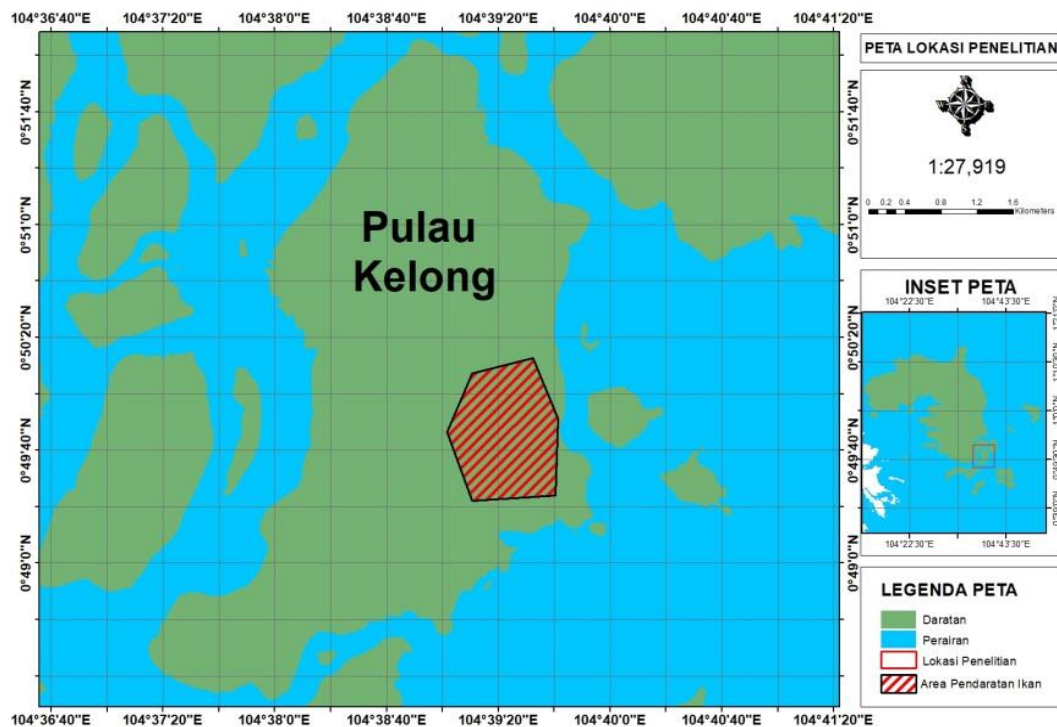 104°36'40"E 104°37'20"E 104°38'0"E 104°38'40"E 104°39'20"E 104°40'0"E 104°40'40"E 104°41'20"E
0°51'40"N
0°51'0"N
0°50'20"N
0°49'40"N
0°49'0"N
Pulau
Kelong
0°51'40"N
0°51'0"N
0°50'20"N
0°49'40"N
0°49'0"N
104°36'40"E 104°37'20"E 104°38'0"E 104°38'40"E 104°39'20"E 104°40'0"E 104°40'40"E 104°41'20"E
PETA LOKASI PENELITIAN
1:27,919
0 0.2 0.4 0.8 1.2 1.6
Kilometers
INSET PETA
104°22'30"E 104°43'30"E
104°22'30"E 104°43'30"E
LEGENDA PETA
Daratan
Perairan
Lokasi Penelitian
Area Pendaratan Ikan